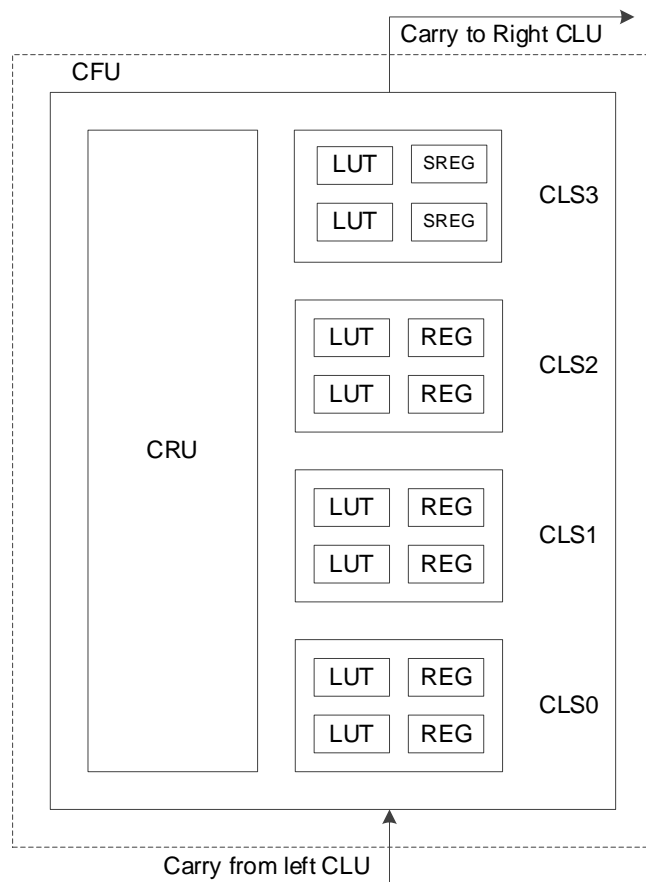 Carry to Right CLU
CFU
LUT SREG
CLS3
LUT SREG
LUT REG
CLS2
LUT REG
CRU
LUT REG
CLS1
LUT REG
LUT REG
CLS0
LUT REG
Carry from left CLU